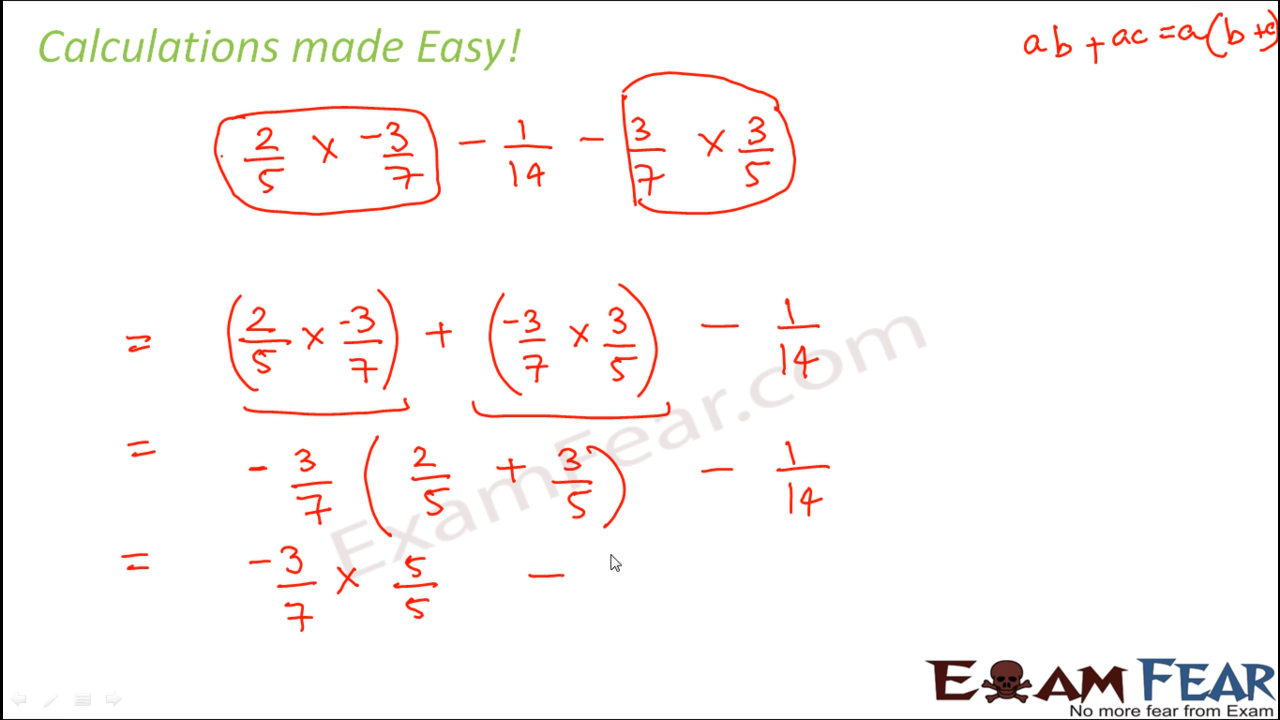 Calculations made Easy!
ab + ac = a(b+c)
2/5 × -3/7 - 1/14 - 3/7 × 3/5
= (2/5 × -3/7) + (-3/7 × 3/5) - 1/14
= -3/7 (2/5 + 3/5) - 1/14
= -3/7 × 5/5 -
ExamFear.com
EXAM FEAR
No more fear from Exam